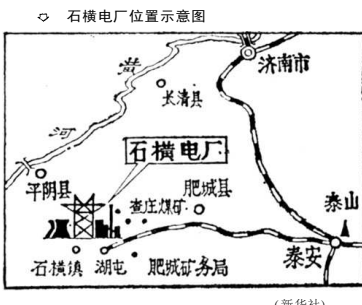 石横电厂位置示意图
济南市
黄
长清县
河
石横电厂
平阴县
查庄煤矿
肥城县
泰山
石横镇
湖屯
肥城矿务局
泰安
(新华社)